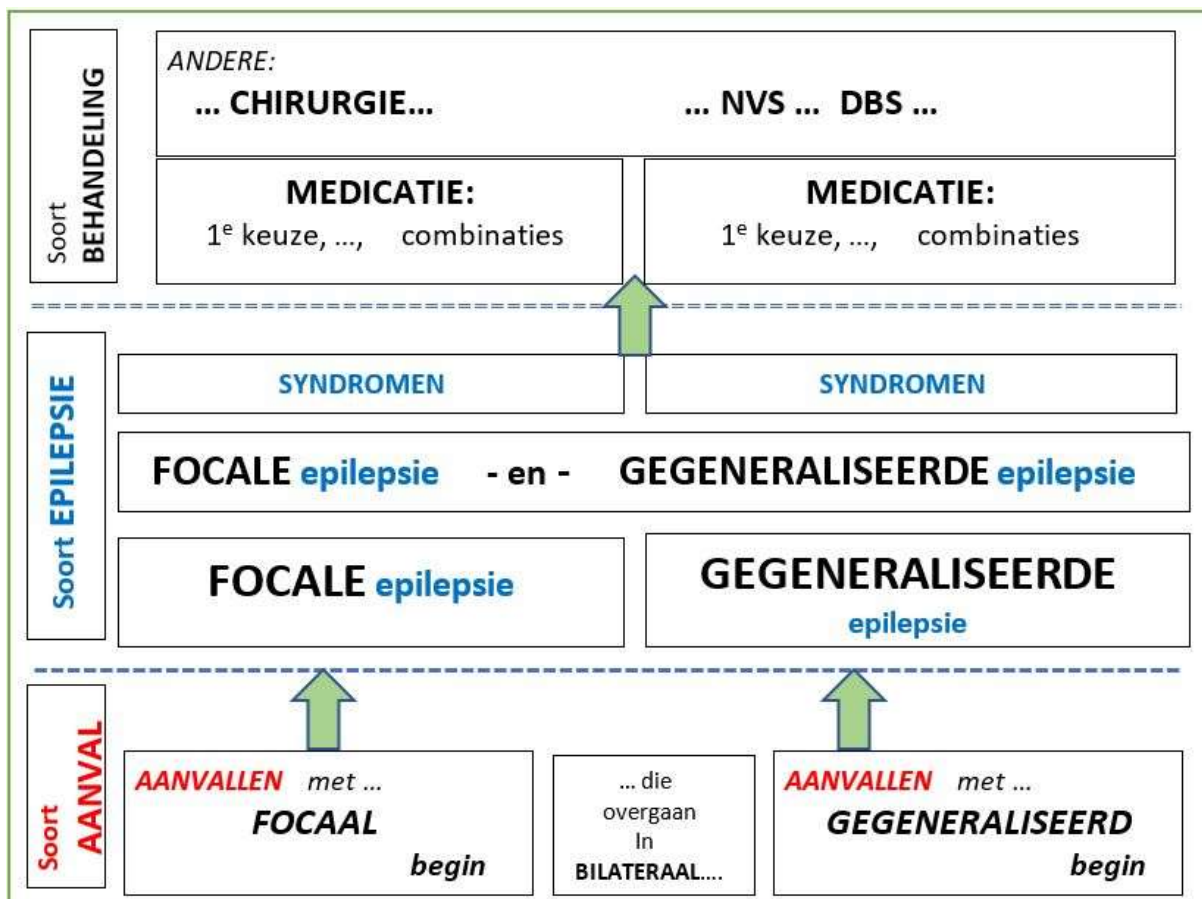 Soort
BEHANDELING
ANDERE:
... CHIRURGIE... ... NVS ... DBS ...
MEDICATIE:
1e keuze, ..., combinaties
MEDICATIE:
1e keuze, ..., combinaties
Soort EPILEPSIE
SYNDROMEN
SYNDROMEN
FOCALE epilepsie - en - GEGENERALISEERDE epilepsie
FOCALE epilepsie
GEGENERALISEERDE
epilepsie
Soort
AANVAL
AANVALLEN met ...
FOCAAL
begin
... die
overgaan
In
BILATERAAL....
AANVALLEN met ...
GEGENERALISEERD
begin